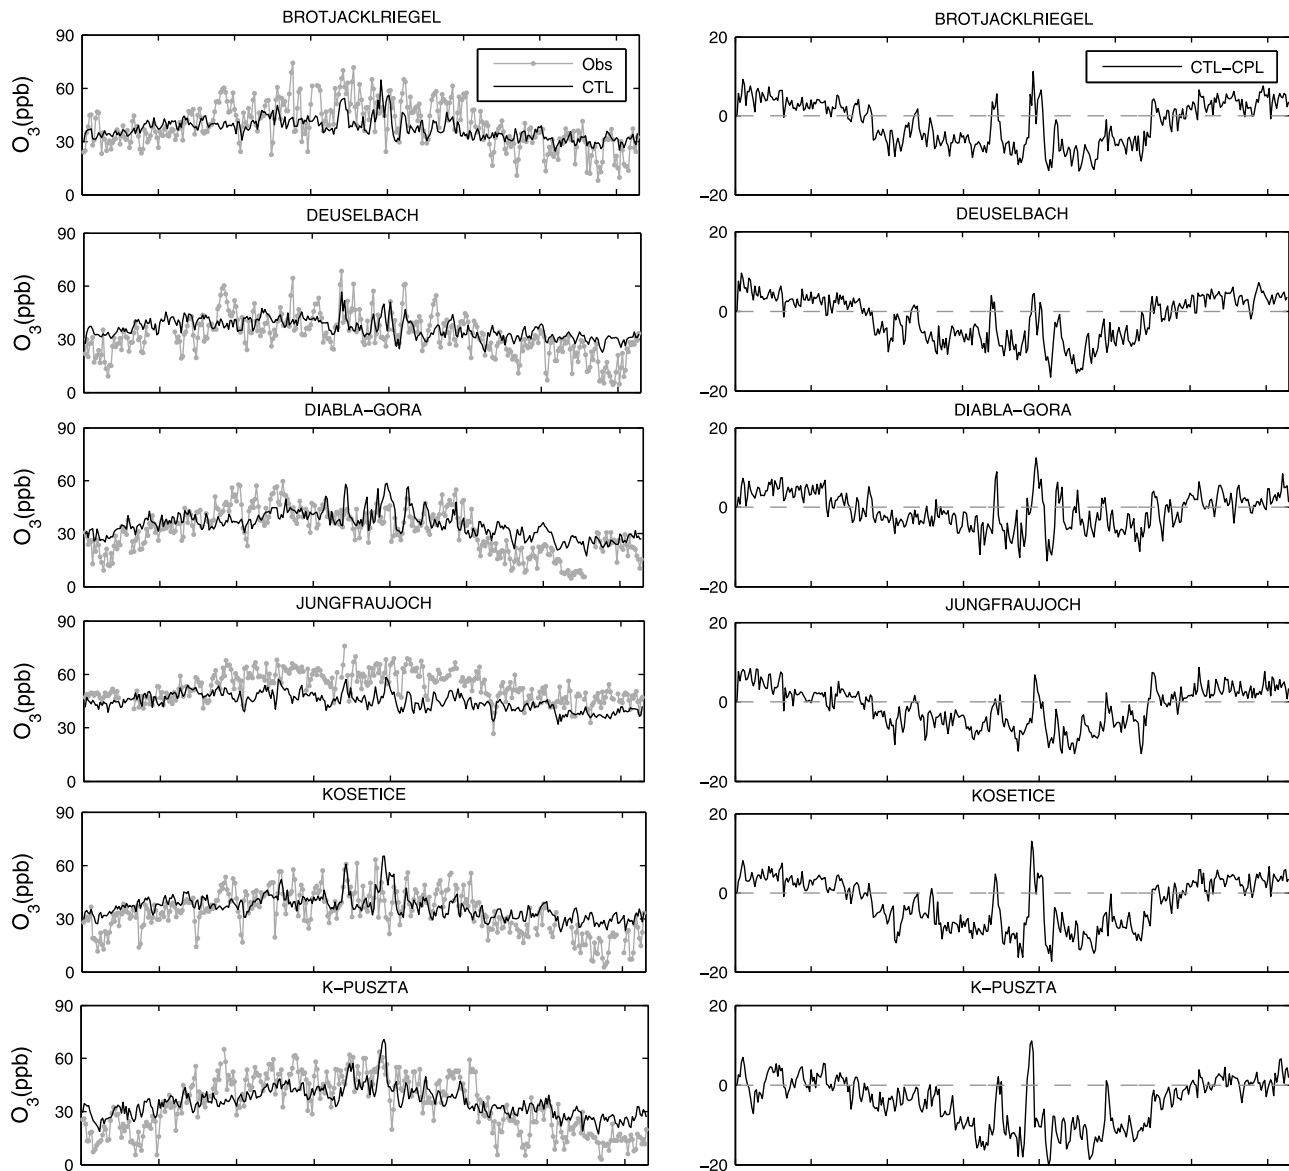 BROTJACKLRIEGEL
90
60
30
0
O3(ppb)
Obs
CTL
BROTJACKLRIEGEL
20
0
−20
CTL−CPL
DEUSELBACH
90
60
30
0
O3(ppb)
DEUSELBACH
20
0
−20
DIABLA−GORA
90
60
30
0
O3(ppb)
DIABLA−GORA
20
0
−20
JUNGFRAUJOCH
90
60
30
0
O3(ppb)
JUNGFRAUJOCH
20
0
−20
KOSETICE
90
60
30
0
O3(ppb)
KOSETICE
20
0
−20
K−PUSZTA
90
60
30
0
O3(ppb)
K−PUSZTA
20
0
−20